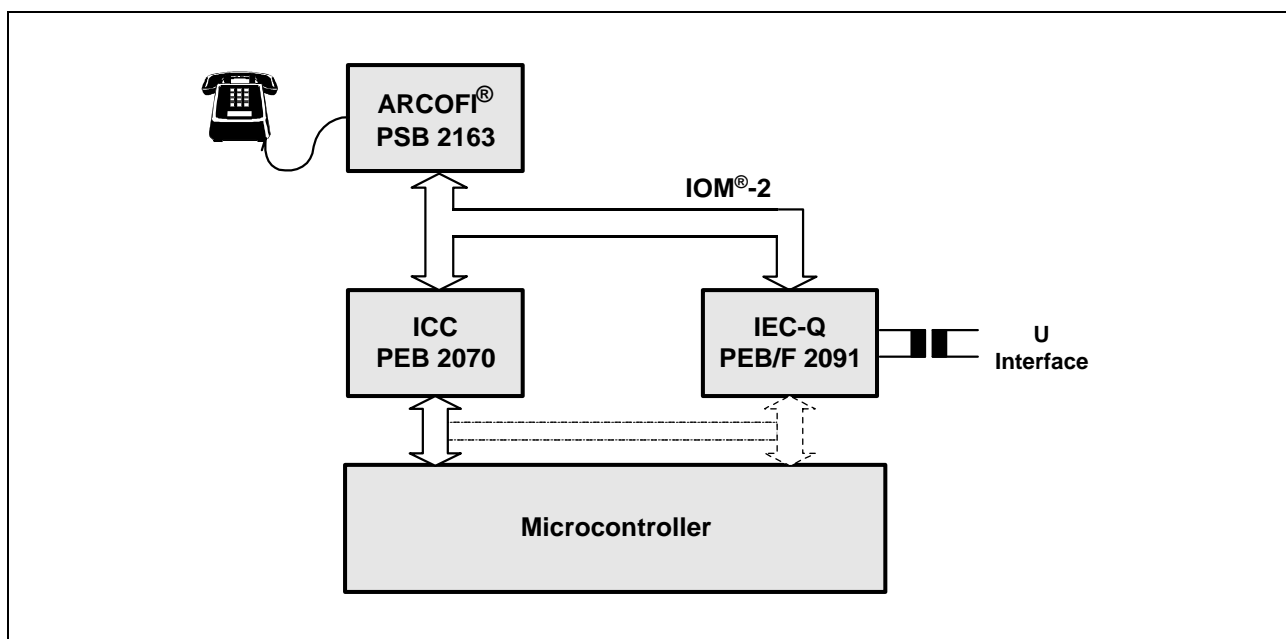 ARCOFI®
PSB 2163
IOM®-2
ICC
PEB 2070
IEC-Q
PEB/F 2091
U
Interface
Microcontroller